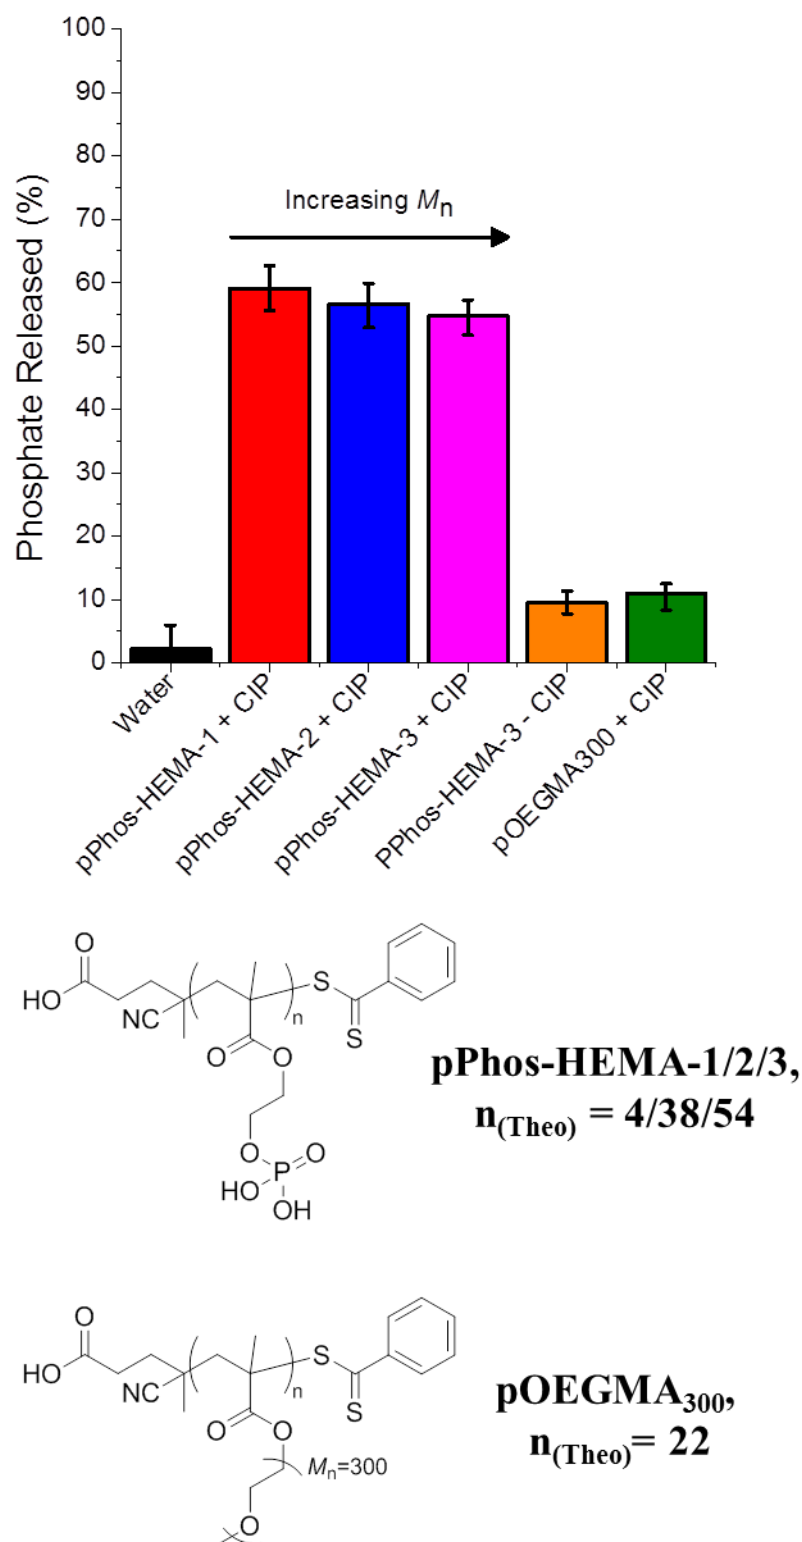 Phosphate Released (%)
100
90
80
70
60
50
40
30
20
10
0
Increasing Mn
Water
pPhos-HEMA-1 + CIP
pPhos-HEMA-2 + CIP
pPhos-HEMA-3 + CIP
PPhos-HEMA-3 - CIP
pOEGMA300 + CIP
O
HO
NC
n
S
S
O
O
O
P
O
HO
OH
pPhos-HEMA-1/2/3,
n(Theo) = 4/38/54
O
HO
NC
n
S
S
O
O
Mn=300
O
pOEGMA300,
n(Theo)= 22